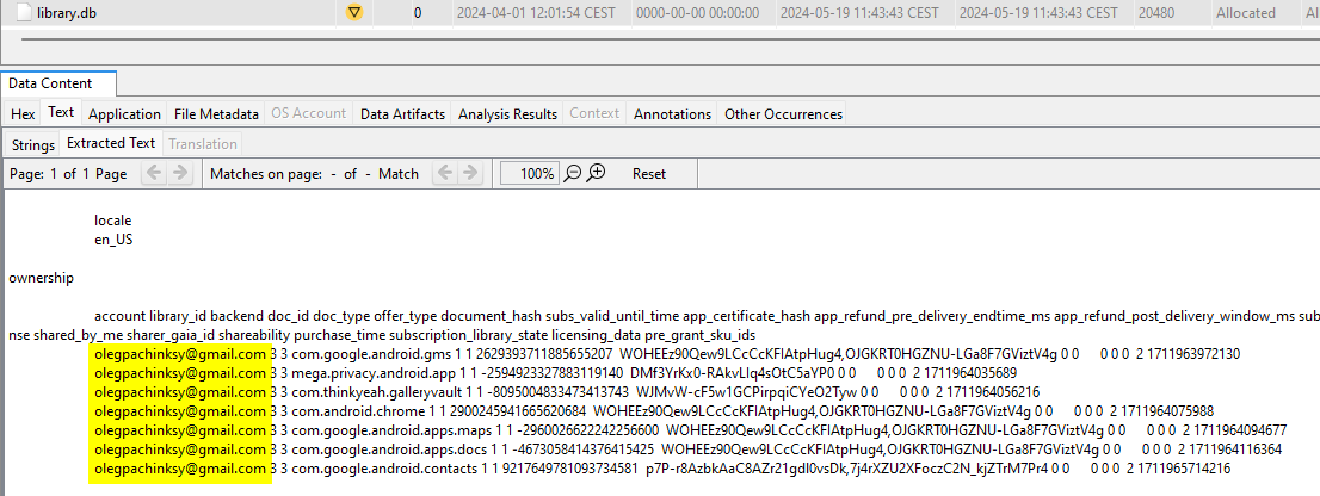 library.db 0 2024-04-01 12:01:54 CEST 0000-00-00 00:00:00 2024-05-19 11:43:43 CEST 2024-05-19 11:43:43 CEST 20480 Allocated Al
Data Content
Hex Text Application File Metadata OS Account Data Artifacts Analysis Results Context Annotations Other Occurrences
Strings Extracted Text Translation
Page: 1 of 1 Page Matches on page: - of - Match 100% Reset
locale
en_US
ownership
account library_id backend doc_id doc_type offer_type document_hash subs_valid_until_time app_certificate_hash app_refund_pre_delivery_endtime_ms app_refund_post_delivery_window_ms sub
nse shared_by_me sharer_gaia_id shareability purchase_time subscription_library_state licensing_data pre_grant_sku_ids
olegpachinksy@gmail.com 3 3 com.google.android.gms 1 1 2629393711885655207 WOHEEz90Qew9LCcCcKFIAtpHug4,OJGKRT0HGZNU-LGa8F7GViztV4g 0 0 0 0 0 2 1711963972130
olegpachinksy@gmail.com 3 3 mega.privacy.android.app 1 1 -2594923327883119140 DMf3YrKx0-RAkvLlq4sOtC5aYP0 0 0 0 0 0 2 1711964035689
olegpachinksy@gmail.com 3 3 com.thinkyeah.galleryvault 1 1 -8095004833473413743 WJMvW-cF5w1GCPirpqiCYeO2Tyw 0 0 0 0 0 2 1711964056216
olegpachinksy@gmail.com 3 3 com.android.chrome 1 1 2900245941665620684 WOHEEz90Qew9LCcCcKFIAtpHug4,OJGKRT0HGZNU-LGa8F7GViztV4g 0 0 0 0 0 2 1711964075988
olegpachinksy@gmail.com 3 3 com.google.android.apps.maps 1 1 -2960026622242256600 WOHEEz90Qew9LCcCcKFIAtpHug4,OJGKRT0HGZNU-LGa8F7GViztV4g 0 0 0 0 0 2 1711964094677
olegpachinksy@gmail.com 3 3 com.google.android.apps.docs 1 1 -4673058414376415425 WOHEEz90Qew9LCcCcKFIAtpHug4,OJGKRT0HGZNU-LGa8F7GViztV4g 0 0 0 0 0 2 1711964116364
olegpachinksy@gmail.com 3 3 com.google.android.contacts 1 1 9217649781093734581 p7P-r8AzbkAaC8AZr21gdI0vsDk,7j4rXZU2XFoczC2N_kjZTrM7Pr4 0 0 0 0 0 2 1711965714216